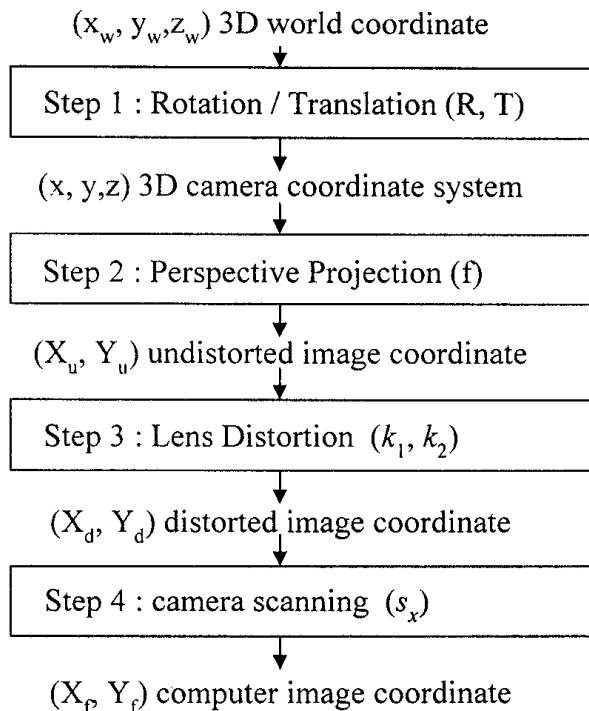 (x_w, y_w,z_w) 3D world coordinate
Step 1 : Rotation / Translation (R, T)
(x, y,z) 3D camera coordinate system
Step 2 : Perspective Projection (f)
(X_u, Y_u) undistorted image coordinate
Step 3 : Lens Distortion (k_1, k_2)
(X_d, Y_d) distorted image coordinate
Step 4 : camera scanning (s_x)
(X_f, Y_f) computer image coordinate